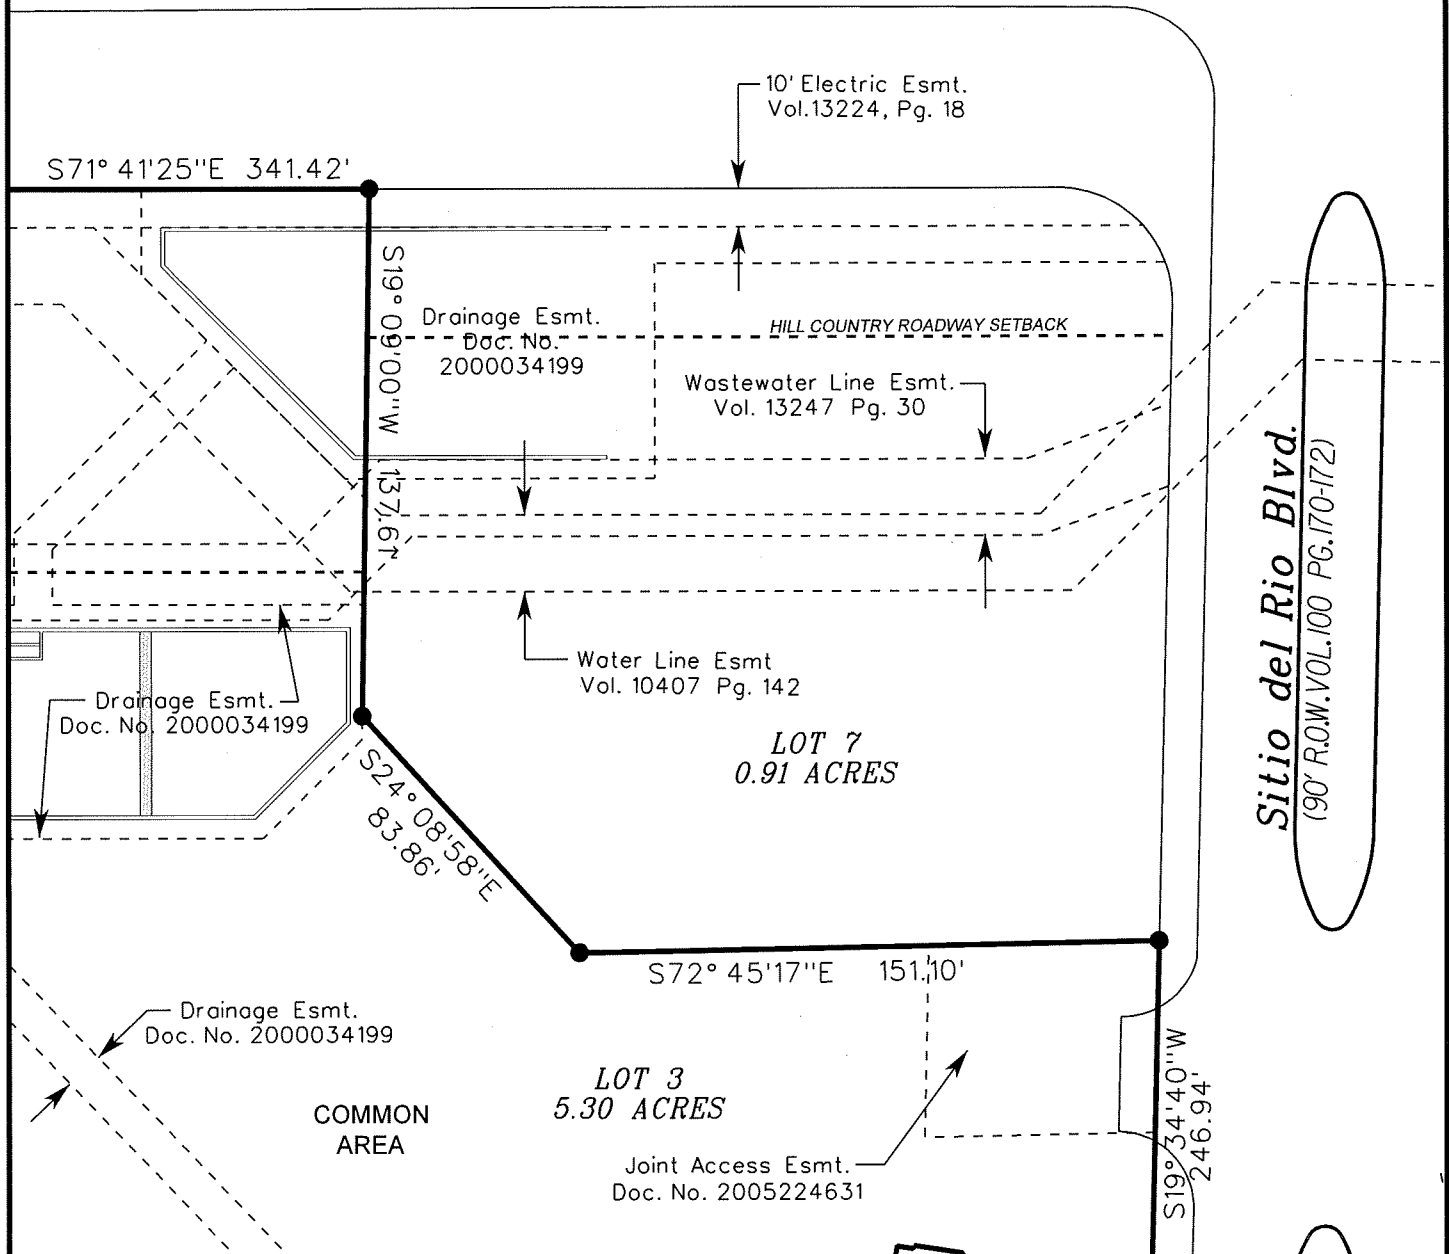 10' Electric Esmt.
Vol.13224, Pg. 18
S71° 41'25"E 341.42'
S19° 09'00"W 137.61'
Drainage Esmt.
Doc. No.
2000034199
HILL COUNTRY ROADWAY SETBACK
Wastewater Line Esmt.
Vol. 13247 Pg. 30
Sitio del Rio Blvd.
(90' R.O.W.VOL.100 PG.170-172)
Water Line Esmt
Vol. 10407 Pg. 142
Drainage Esmt.
Doc. No. 2000034199
LOT 7
0.91 ACRES
S24° 08'58"E
83.86'
S72° 45'17"E 151.10'
Drainage Esmt.
Doc. No. 2000034199
LOT 3
5.30 ACRES
COMMON
AREA
Joint Access Esmt.
Doc. No. 2005224631
S19° 34'40"W
246.94'